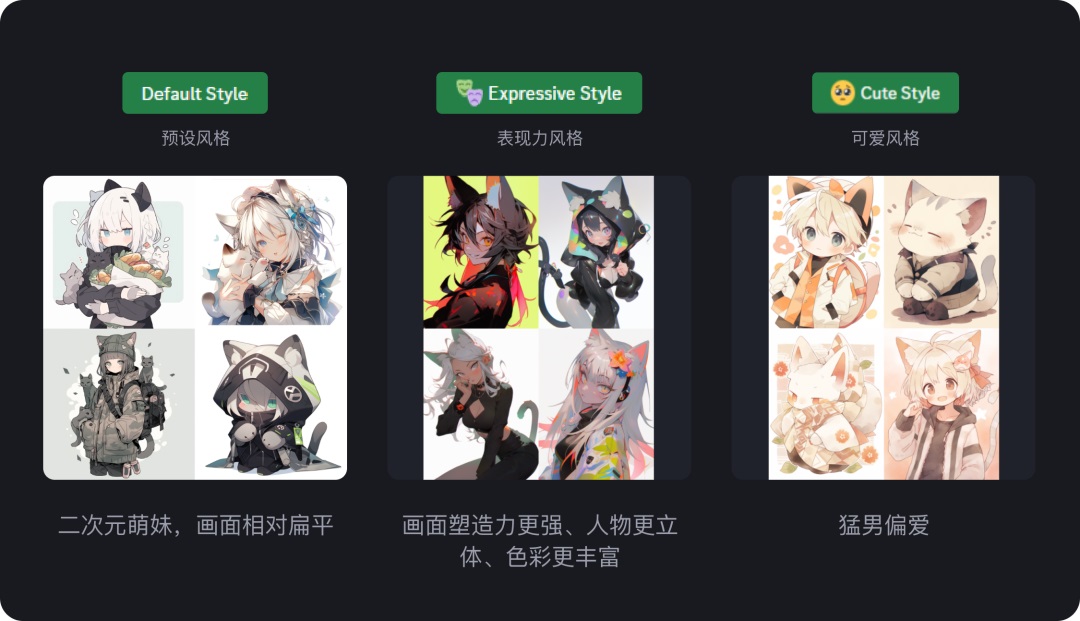 Default Style
预设风格
二次元萌妹，画面相对扁平
Expressive Style
表现力风格
画面塑造力更强、人物更立
体、色彩更丰富
Cute Style
可爱风格
猛男偏爱